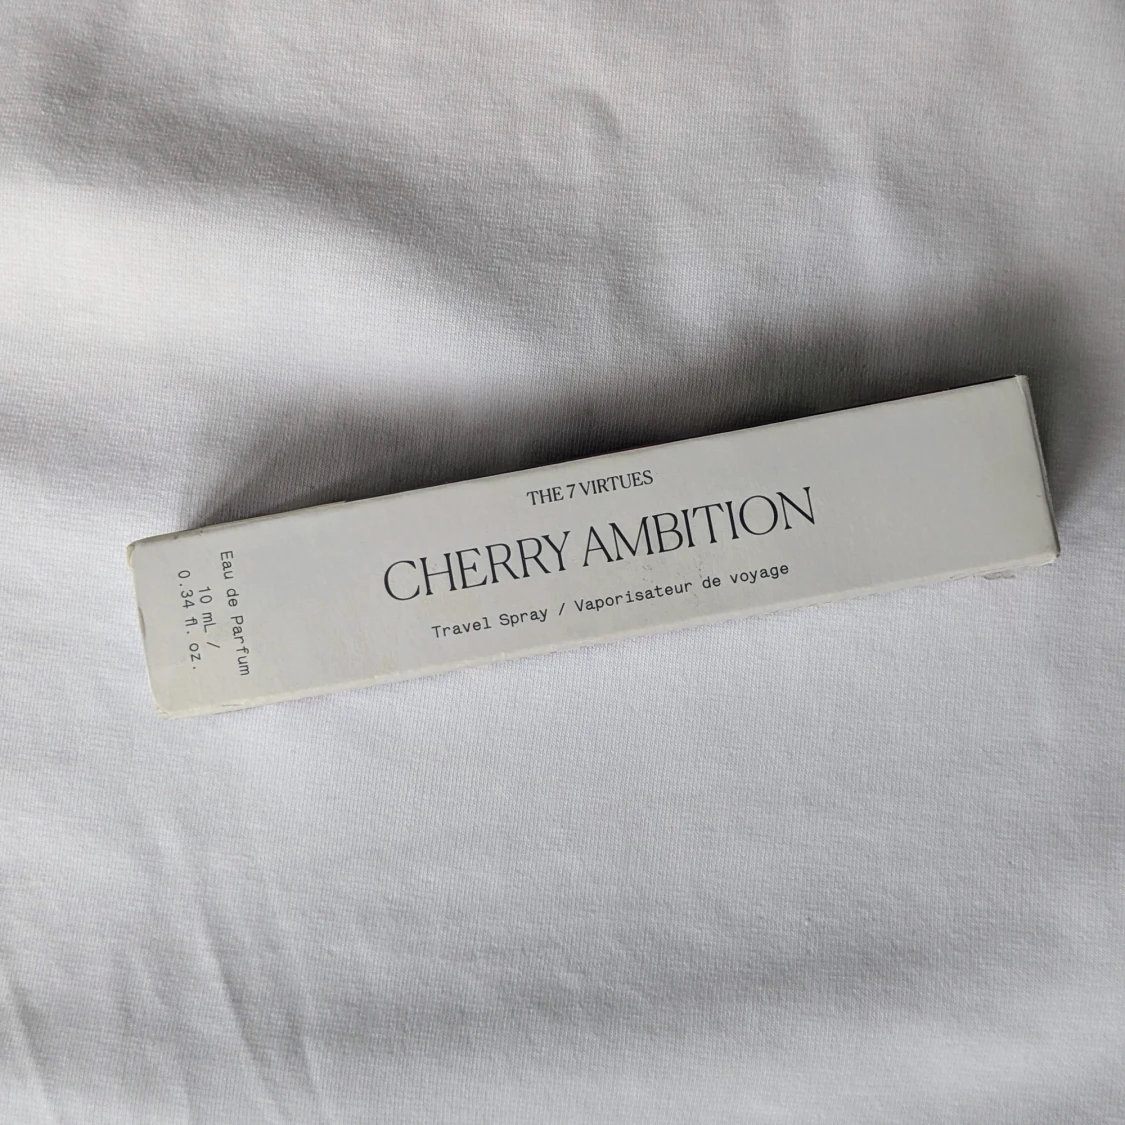 THE 7 VIRTUES
CHERRY AMBITION
Travel Spray / Vaporisateur de voyage
Eau de Parfum
10 mL /
0.34 fl. oz.